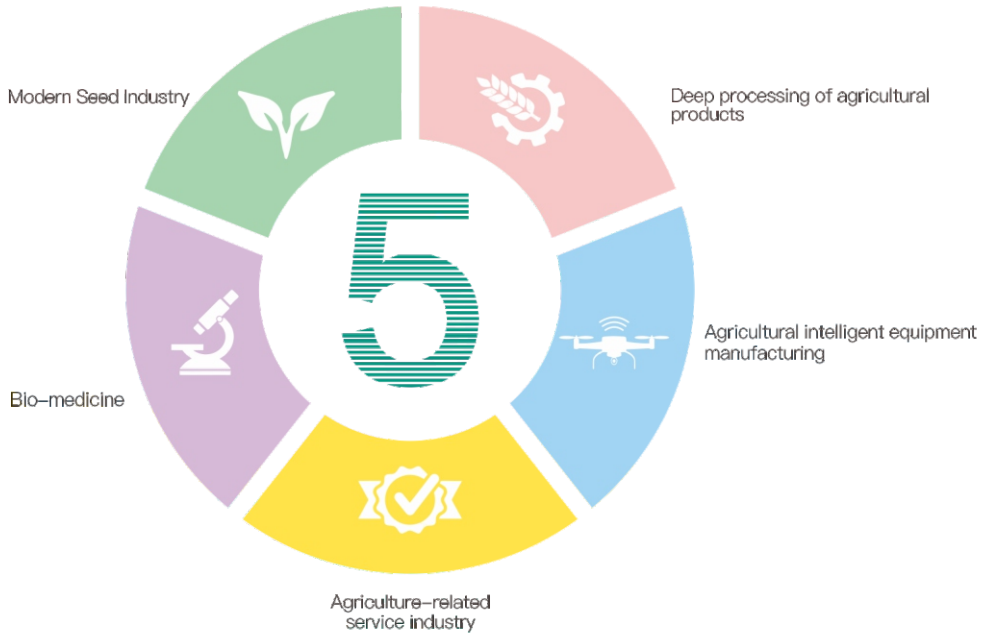 Modern Seed Industry
Deep processing of agricultural
products
5
Agricultural intelligent equipment
manufacturing
Bio-medicine
Agriculture-related
service industry